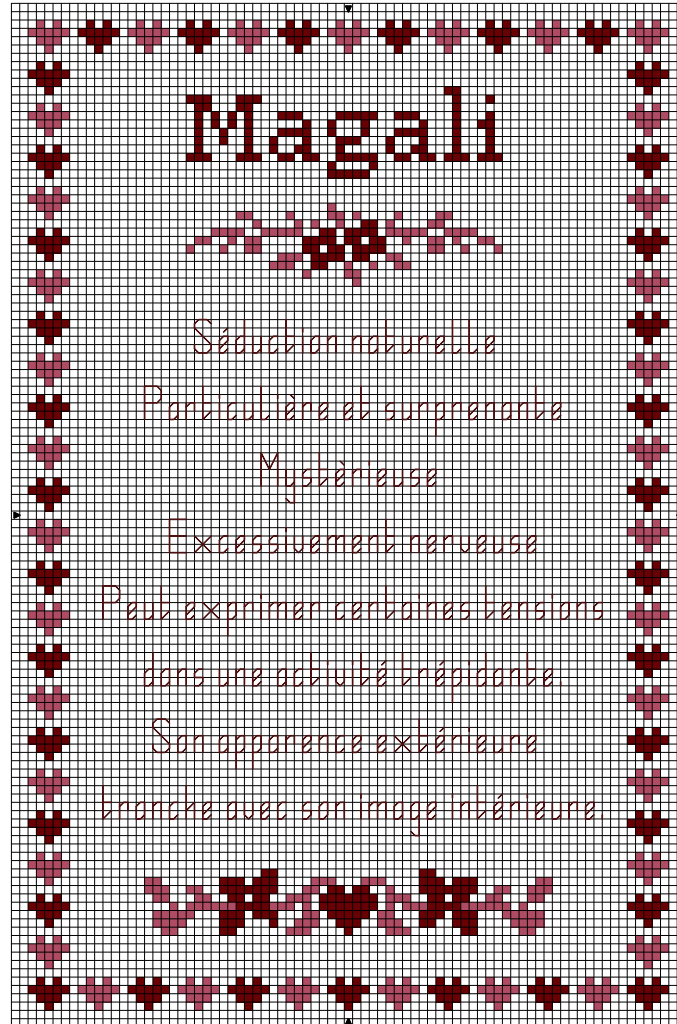 Magali
Séduction naturelle
Particulière et surprenante
Mystèrieuse
Excessivement nerveuse
Peut exprimer certaines tensions
dans une activité trépidante
Son apparence extérieure
tranche avec son image intérieure.